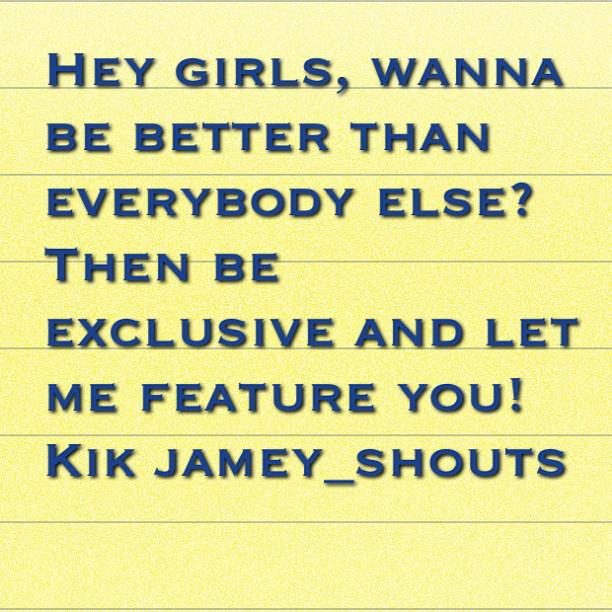 Hey girls, wanna
be better than
everybody else?
Then be
exclusive and let
me feature you!
Kik jamey_shouts